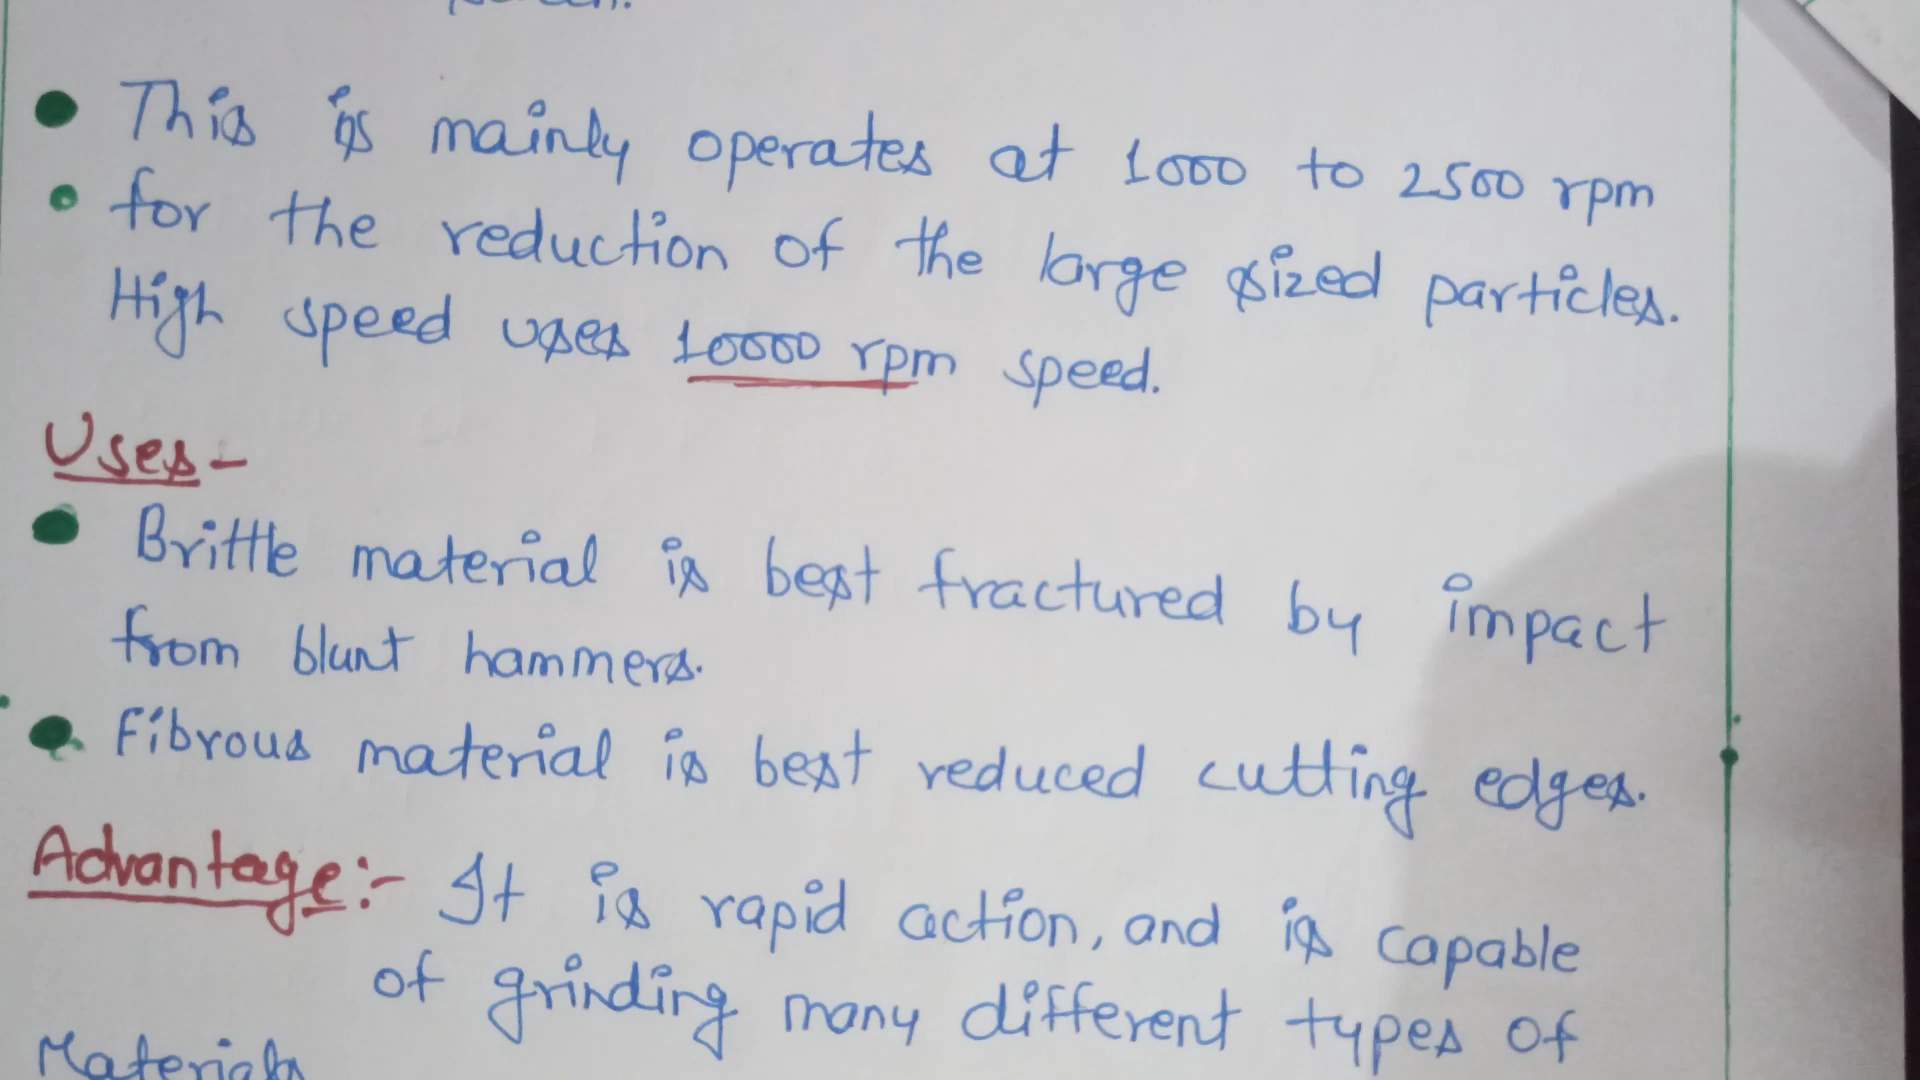 • This is mainly operates at 1000 to 2500 rpm
• for the reduction of the large sized particles.
High speed uses 10000 rpm speed.
Uses-
• Brittle material is best fractured by impact
from blunt hammers.
• Fibrous material is best reduced cutting edges.
Advantage:- It is rapid action, and is capable
of grinding many different types of
Materials